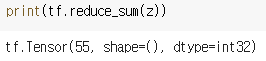 print(tf.reduce_sum(z))
tf.Tensor(55, shape=(), dtype=int32)